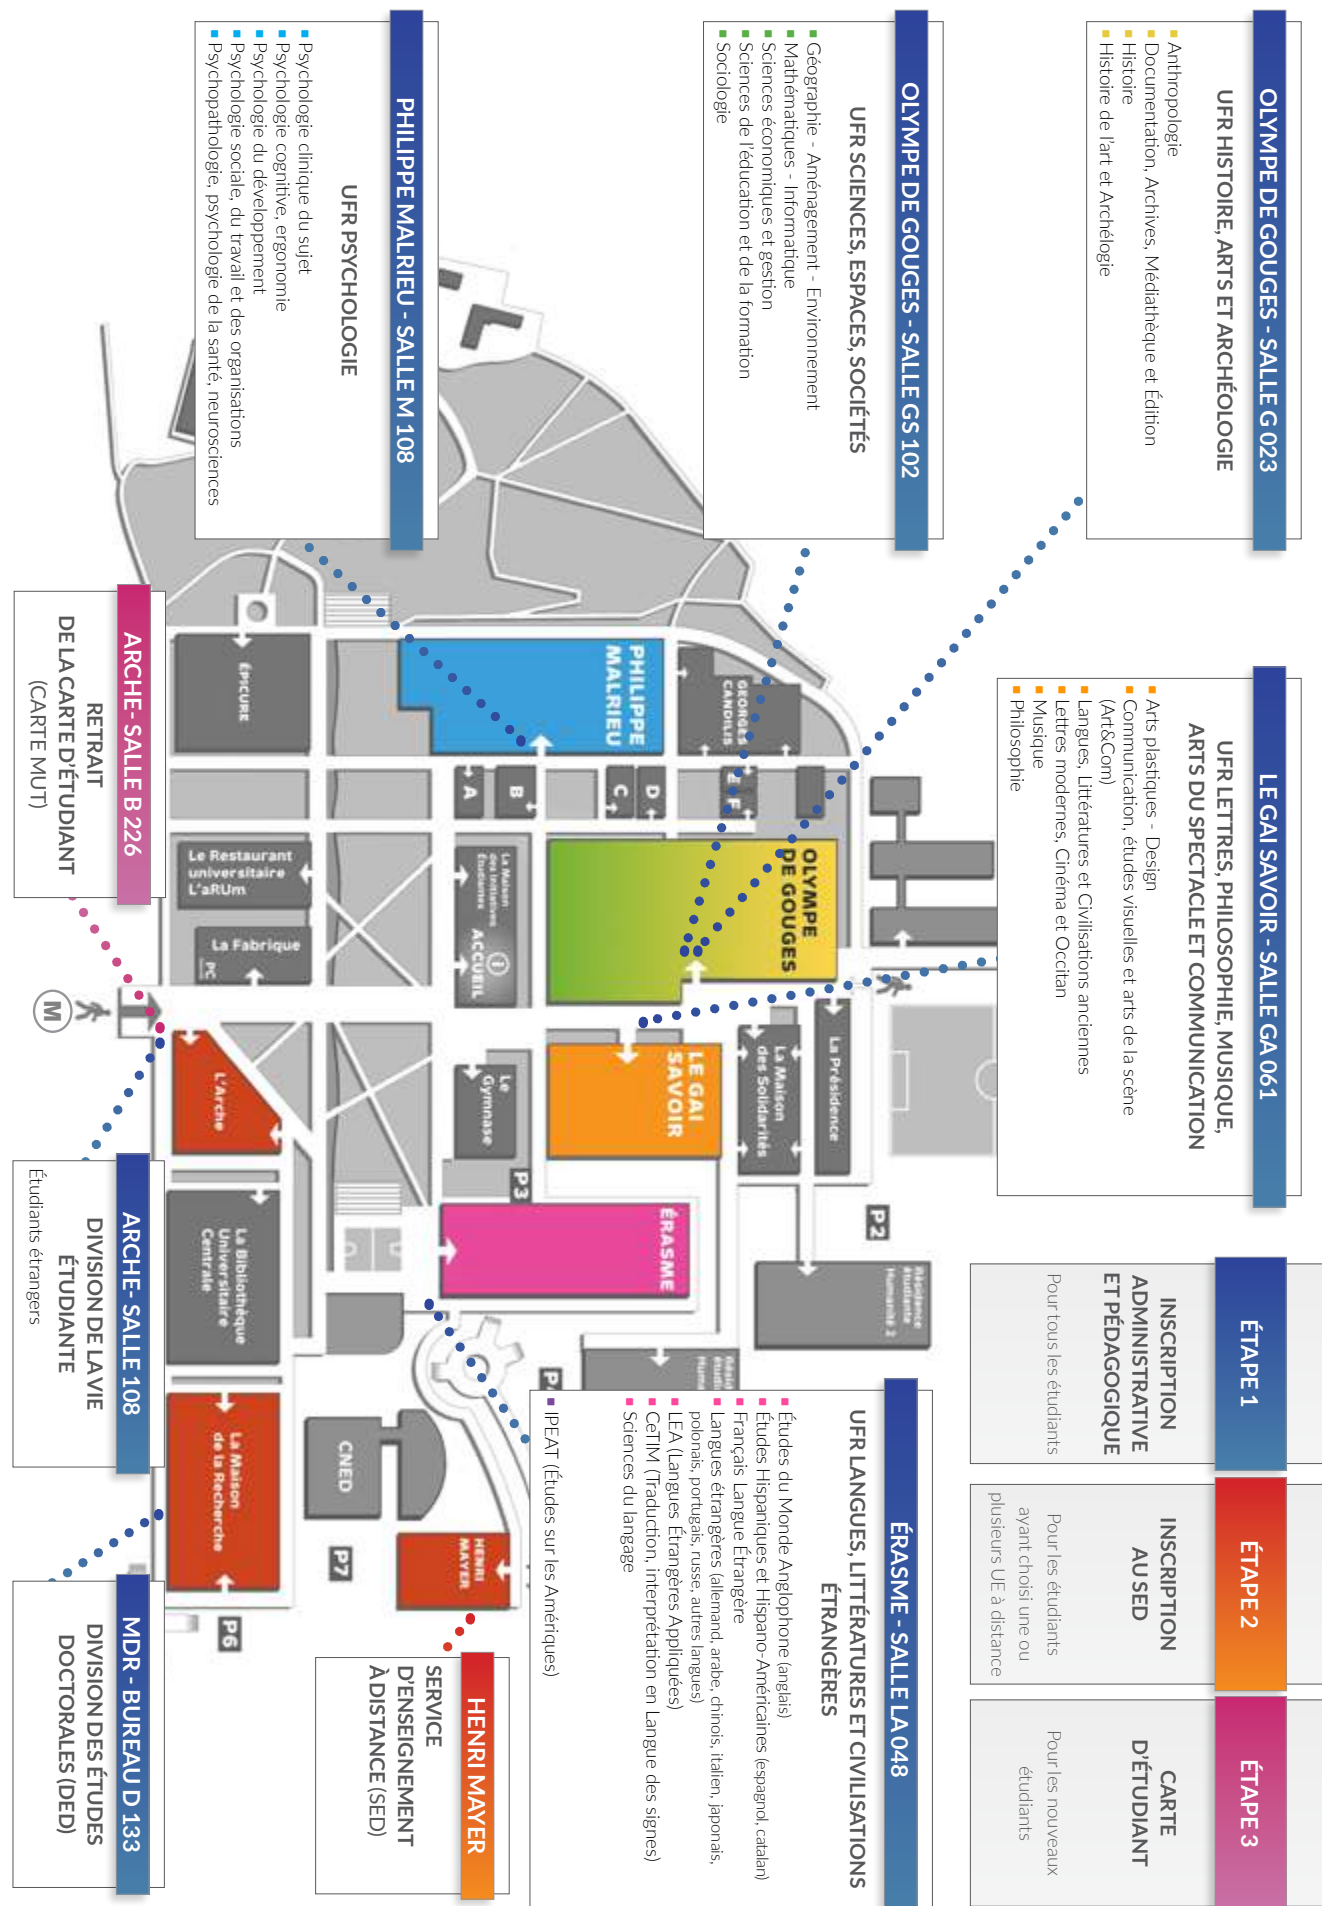 OLYMPE DE GOUGES - SALLE G 023
UFR HISTOIRE, ARTS ET ARCHÉOLOGIE
Anthropologie
Documentation, Archives, Médiathèque et Édition
Histoire
Histoire de l'art et Archélogie
LE GAI SAVOIR - SALLE GA 061
UFR LETTRES, PHILOSOPHIE, MUSIQUE,
ARTS DU SPECTACLE ET COMMUNICATION
Arts plastiques - Design
Communication, études visuelles et arts de la scène
(Art&Com)
Langues, Littératures et Civilisations anciennes
Lettres modernes, Cinéma et Occitan
Musique
Philosophie
ÉTAPE 1
INSCRIPTION
ADMINISTRATIVE
ET PÉDAGOGIQUE
Pour tous les étudiants
ÉTAPE 2
INSCRIPTION
AU SED
Pour les étudiants
ayant choisi une ou
plusieurs UE à distance
ÉTAPE 3
CARTE
D'ÉTUDIANT
Pour les nouveaux
étudiants
OLYMPE DE GOUGES - SALLE GS 102
UFR SCIENCES, ESPACES, SOCIÉTÉS
Géographie - Aménagement - Environnement
Mathématiques - Informatique
Sciences économiques et gestion
Sciences de l'éducation et de la formation
Sociologie
ÉRASME - SALLE LA 048
UFR LANGUES, LITTÉRATURES ET CIVILISATIONS
ÉTRANGÈRES
Études du Monde Anglophone (anglais)
Études Hispaniques et Hispano-Américaines (espagnol, catalan)
Français Langue Étrangère
Langues étrangères (allemand, arabe, chinois, italien, japonais,
polonais, portugais, russe, autres langues)
LEA (Langues Étrangères Appliquées)
CeTIM (Traduction, interprétation en Langue des signes)
Sciences du langage
IPEAT (Études sur les Amériques)
PHILIPPE MALRIEU - SALLE M 108
UFR PSYCHOLOGIE
Psychologie clinique du sujet
Psychologie cognitive, ergonomie
Psychologie du développement
Psychologie sociale, du travail et des organisations
Psychopathologie, psychologie de la santé, neurosciences
HENRI MAYER
SERVICE
D'ENSEIGNEMENT
À DISTANCE (SED)
ARCHE- SALLE B 226
RETRAIT
DE LA CARTE D'ÉTUDIANT
(CARTE MUT)
ARCHE- SALLE 108
DIVISION DE LA VIE
ÉTUDIANTE
Étudiants étrangers
MDR - BUREAU D 133
DIVISION DES ÉTUDES
DOCTORALES (DED)
La Présidence
La Maison
des Solidarités
P2
Résidence
étudiante
Humanité 2
OLYMPE
DE GOUGES
GEORGES
CANDILIS
E
F
D
C
B
A
PHILIPPE
MALRIEU
LE GAI
SAVOIR
ÉRASME
P3
La Maison
des Initiatives
Étudiantes
ACCUEIL
i
Le
Gymnase
HENRI
MAYER
CNED
P7
P6
ÉPICURE
Le Restaurant
universitaire
L'aRUm
La Fabrique
PC
L'Arche
La Bibliothèque
Universitaire
Centrale
La Maison
de la Recherche
M